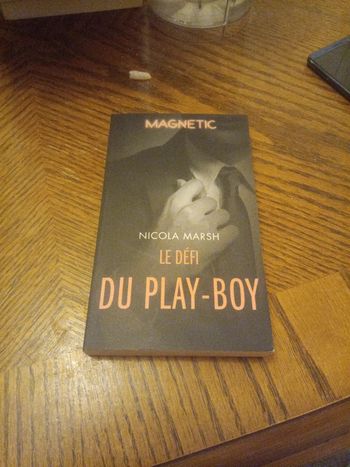 MAGNETIC
NICOLA MARSH
LE DÉFI
DU PLAY-BOY